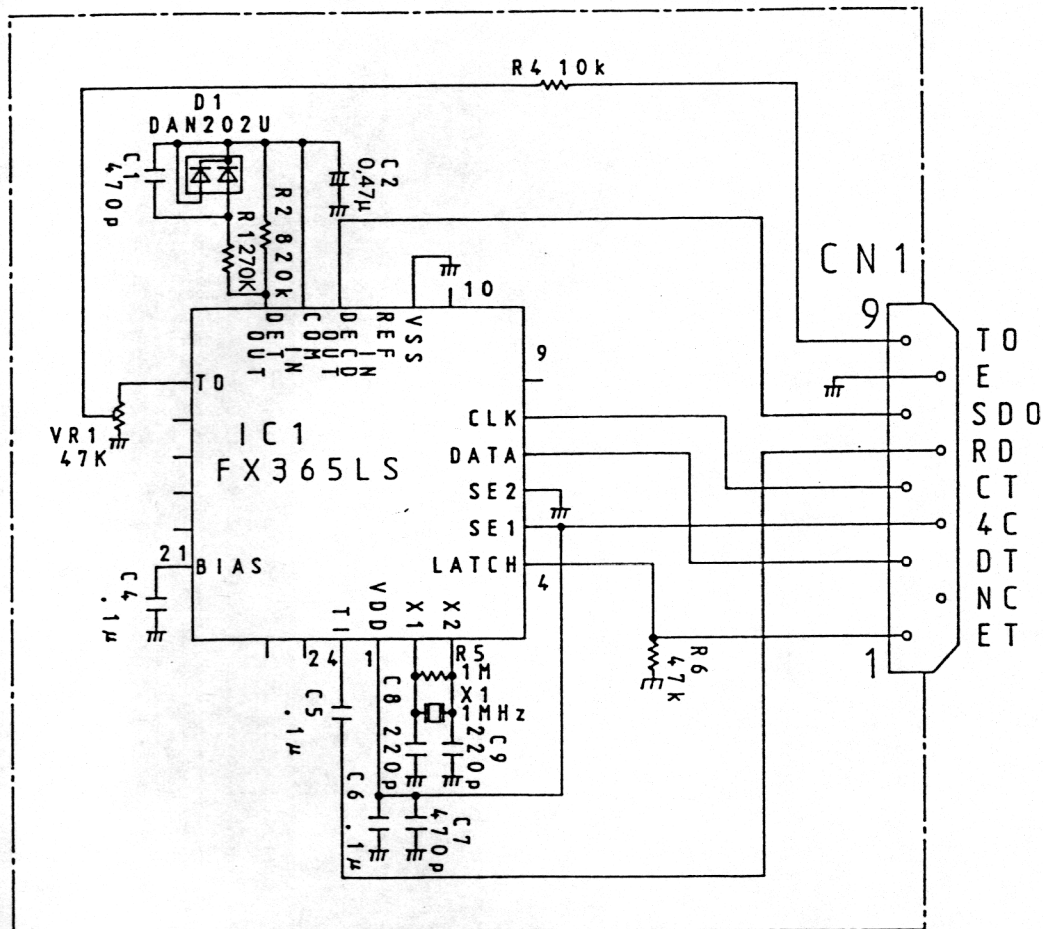 R4 10k
D1
DAN202U
C1
470p
C2
0.47μ
R1 270K
R2 820k
CN1
10
9
DET OUT
COM IN
DECD OUT
REF IN
VSS
9
TO
TO
E
CLK
SDO
VR1
47K
IC1
FX365LS
DATA
RD
SE2
CT
SE1
4C
21
BIAS
LATCH
4
DT
C4
.1μ
NC
TI
VDD
X1
X2
ET
24
1
R5
1M
R6
47k
1
C5
.1μ
C8
220p
X1
1MHz
C9
220p
C6
.1μ
C7
470p